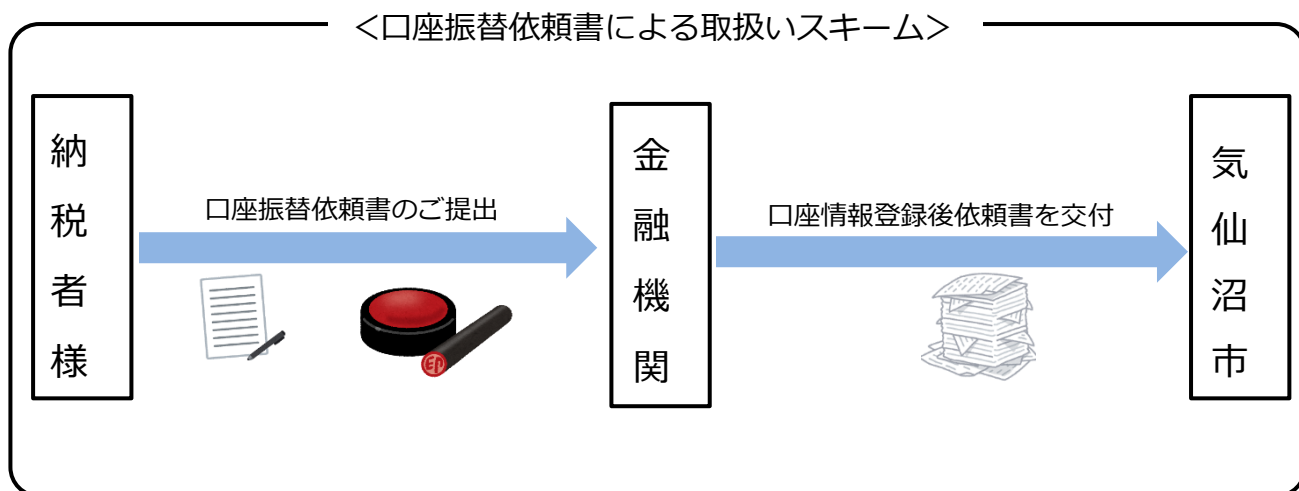 <口座振替依頼書による取扱いスキーム>
納税者様
口座振替依頼書のご提出
印
金融機関
口座情報登録後依頼書を交付
気仙沼市